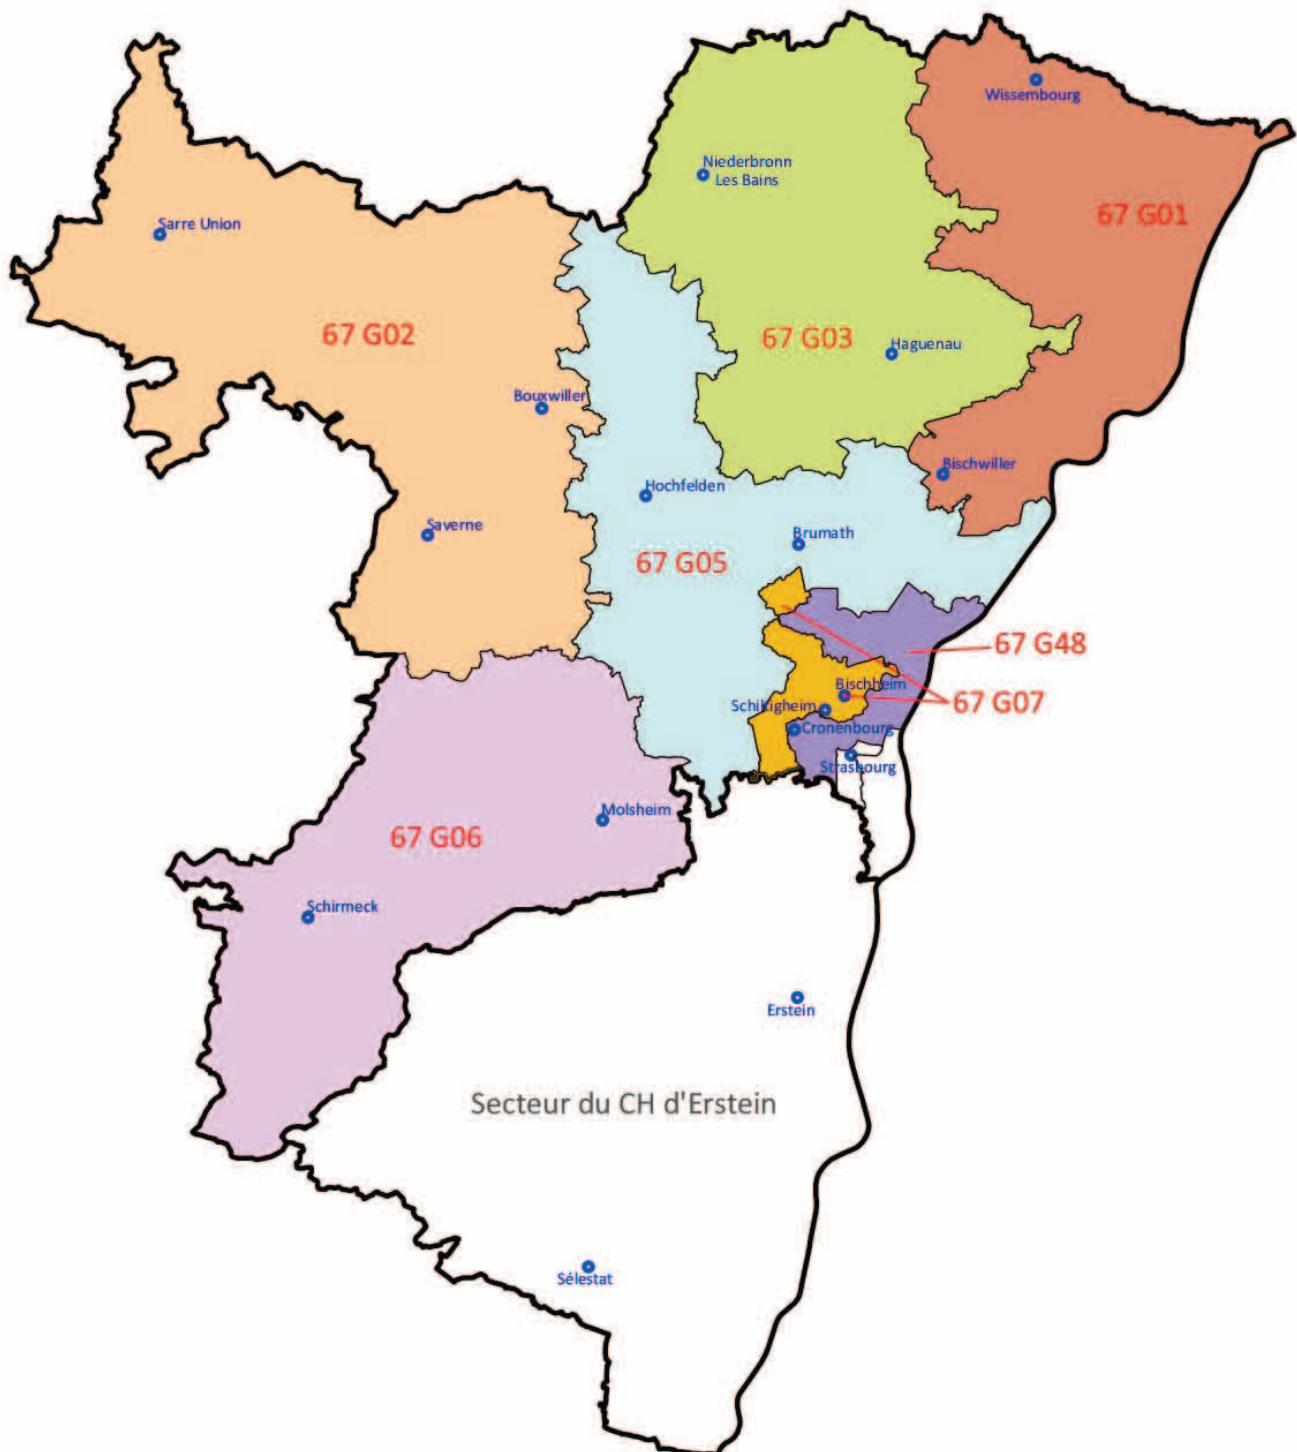 Wissembourg
Niederbronn
Les Bains
67 G01
Sarre Union
67 G02
67 G03
Haguenau
Bouxwiller
Bischwiller
Hochfelden
Saverne
Brumath
67 G05
67 G48
Bischheim
67 G07
Schiltigheim
Cronenbourg
Strasbourg
Molsheim
67 G06
Schirmeck
Erstein
Secteur du CH d'Erstein
Sélestat